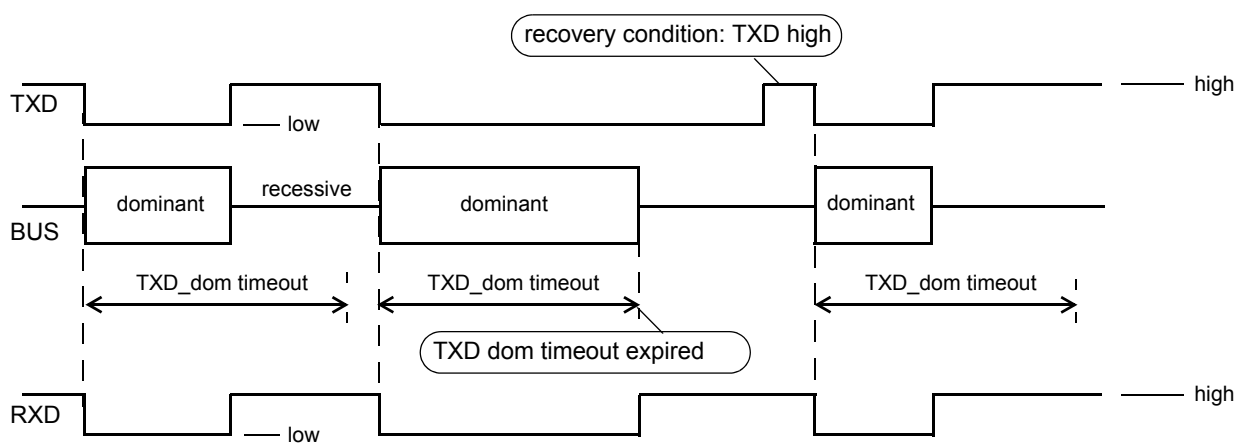 recovery condition: TXD high
TXD
high
low
dominant
recessive
dominant
dominant
BUS
TXD_dom timeout
TXD_dom timeout
TXD_dom timeout
TXD dom timeout expired
RXD
high
low